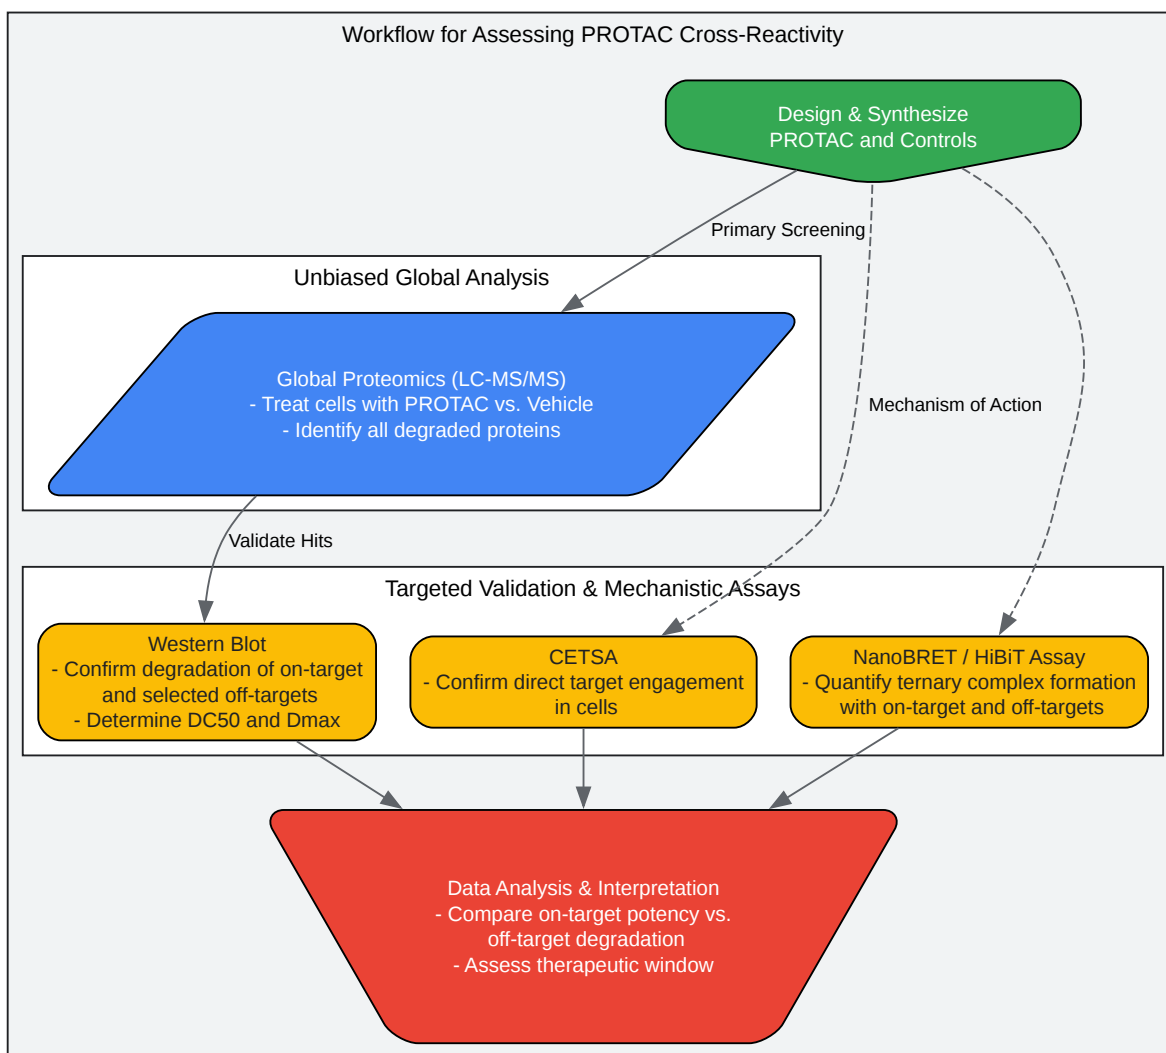 Workflow for Assessing PROTAC Cross-Reactivity
Design & Synthesize
PROTAC and Controls
Primary Screening
Unbiased Global Analysis
Global Proteomics (LC-MS/MS)
- Treat cells with PROTAC vs. Vehicle
- Identify all degraded proteins
Mechanism of Action
Validate Hits
Targeted Validation & Mechanistic Assays
Western Blot
- Confirm degradation of on-target
and selected off-targets
- Determine DC50 and Dmax
CETSA
- Confirm direct target engagement
in cells
NanoBRET / HiBiT Assay
- Quantify ternary complex formation
with on-target and off-targets
Data Analysis & Interpretation
- Compare on-target potency vs.
off-target degradation
- Assess therapeutic window